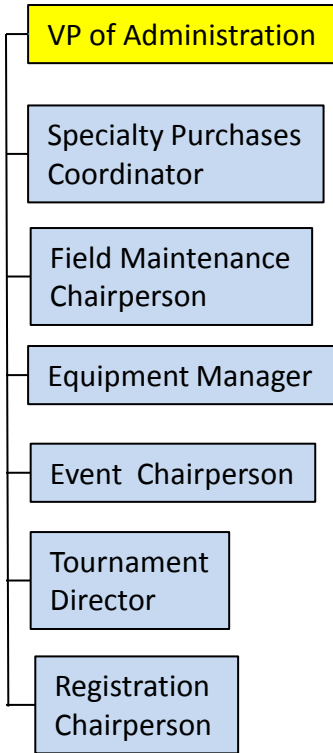 VP of Administration
Specialty Purchases
Coordinator
Field Maintenance
Chairperson
Equipment Manager
Event Chairperson
Tournament
Director
Registration
Chairperson